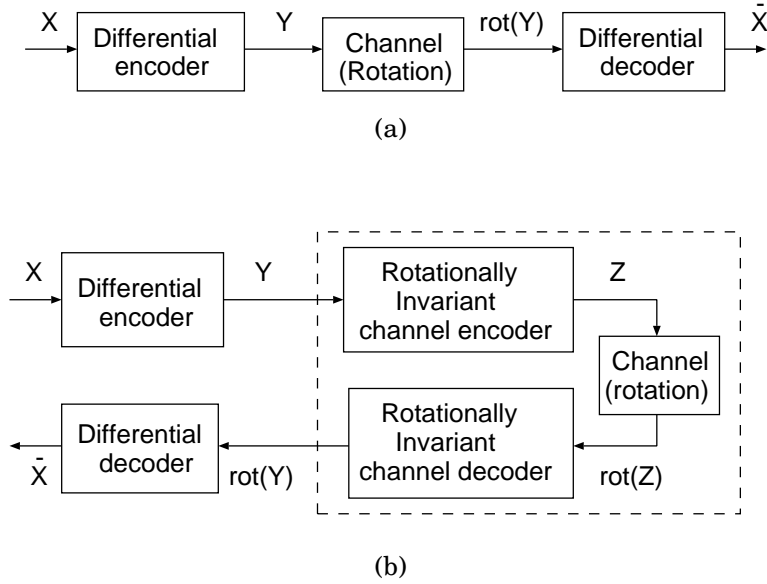 X
Differential
encoder
Y
Channel
(Rotation)
rot(Y)
Differential
decoder
X̄
(a)
X
Differential
encoder
Y
Rotationally
Invariant
channel encoder
Z
Channel
(rotation)
Differential
decoder
X̄
rot(Y)
Rotationally
Invariant
channel decoder
rot(Z)
(b)